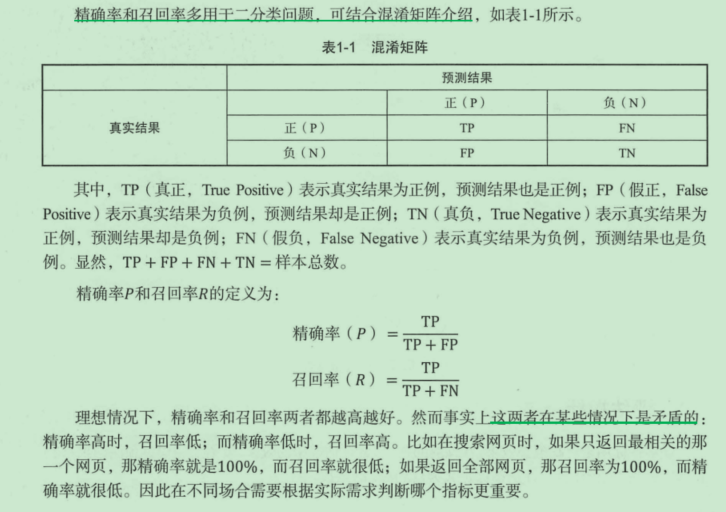 精确率和召回率多用于二分类问题，可结合混淆矩阵介绍，如表1-1所示。
表1-1 混淆矩阵
预测结果
真实结果 正（P） 负（N）
正（P） TP FN
负（N） FP TN
其中，TP（真正，True Positive）表示真实结果为正例，预测结果也是正例；FP（假正，False
Positive）表示真实结果为负例，预测结果却是正例；TN（真负，True Negative）表示真实结果为
正例，预测结果却是负例；FN（假负，False Negative）表示真实结果为负例，预测结果也是负
例。显然，TP + FP + FN + TN = 样本总数。
精确率P和召回率R的定义为：
精确率（P） = TP / TP + FP
召回率（R） = TP / TP + FN
理想情况下，精确率和召回率两者都越高越好。然而事实上这两者在某些情况下是矛盾的：
精确率高时，召回率低；而精确率低时，召回率高。比如在搜索网页时，如果只返回最相关的那
一个网页，那精确率就是100%，而召回率就很低；如果返回全部网页，那召回率为100%，而精
确率就很低。因此在不同场合需要根据实际需求判断哪个指标更重要。